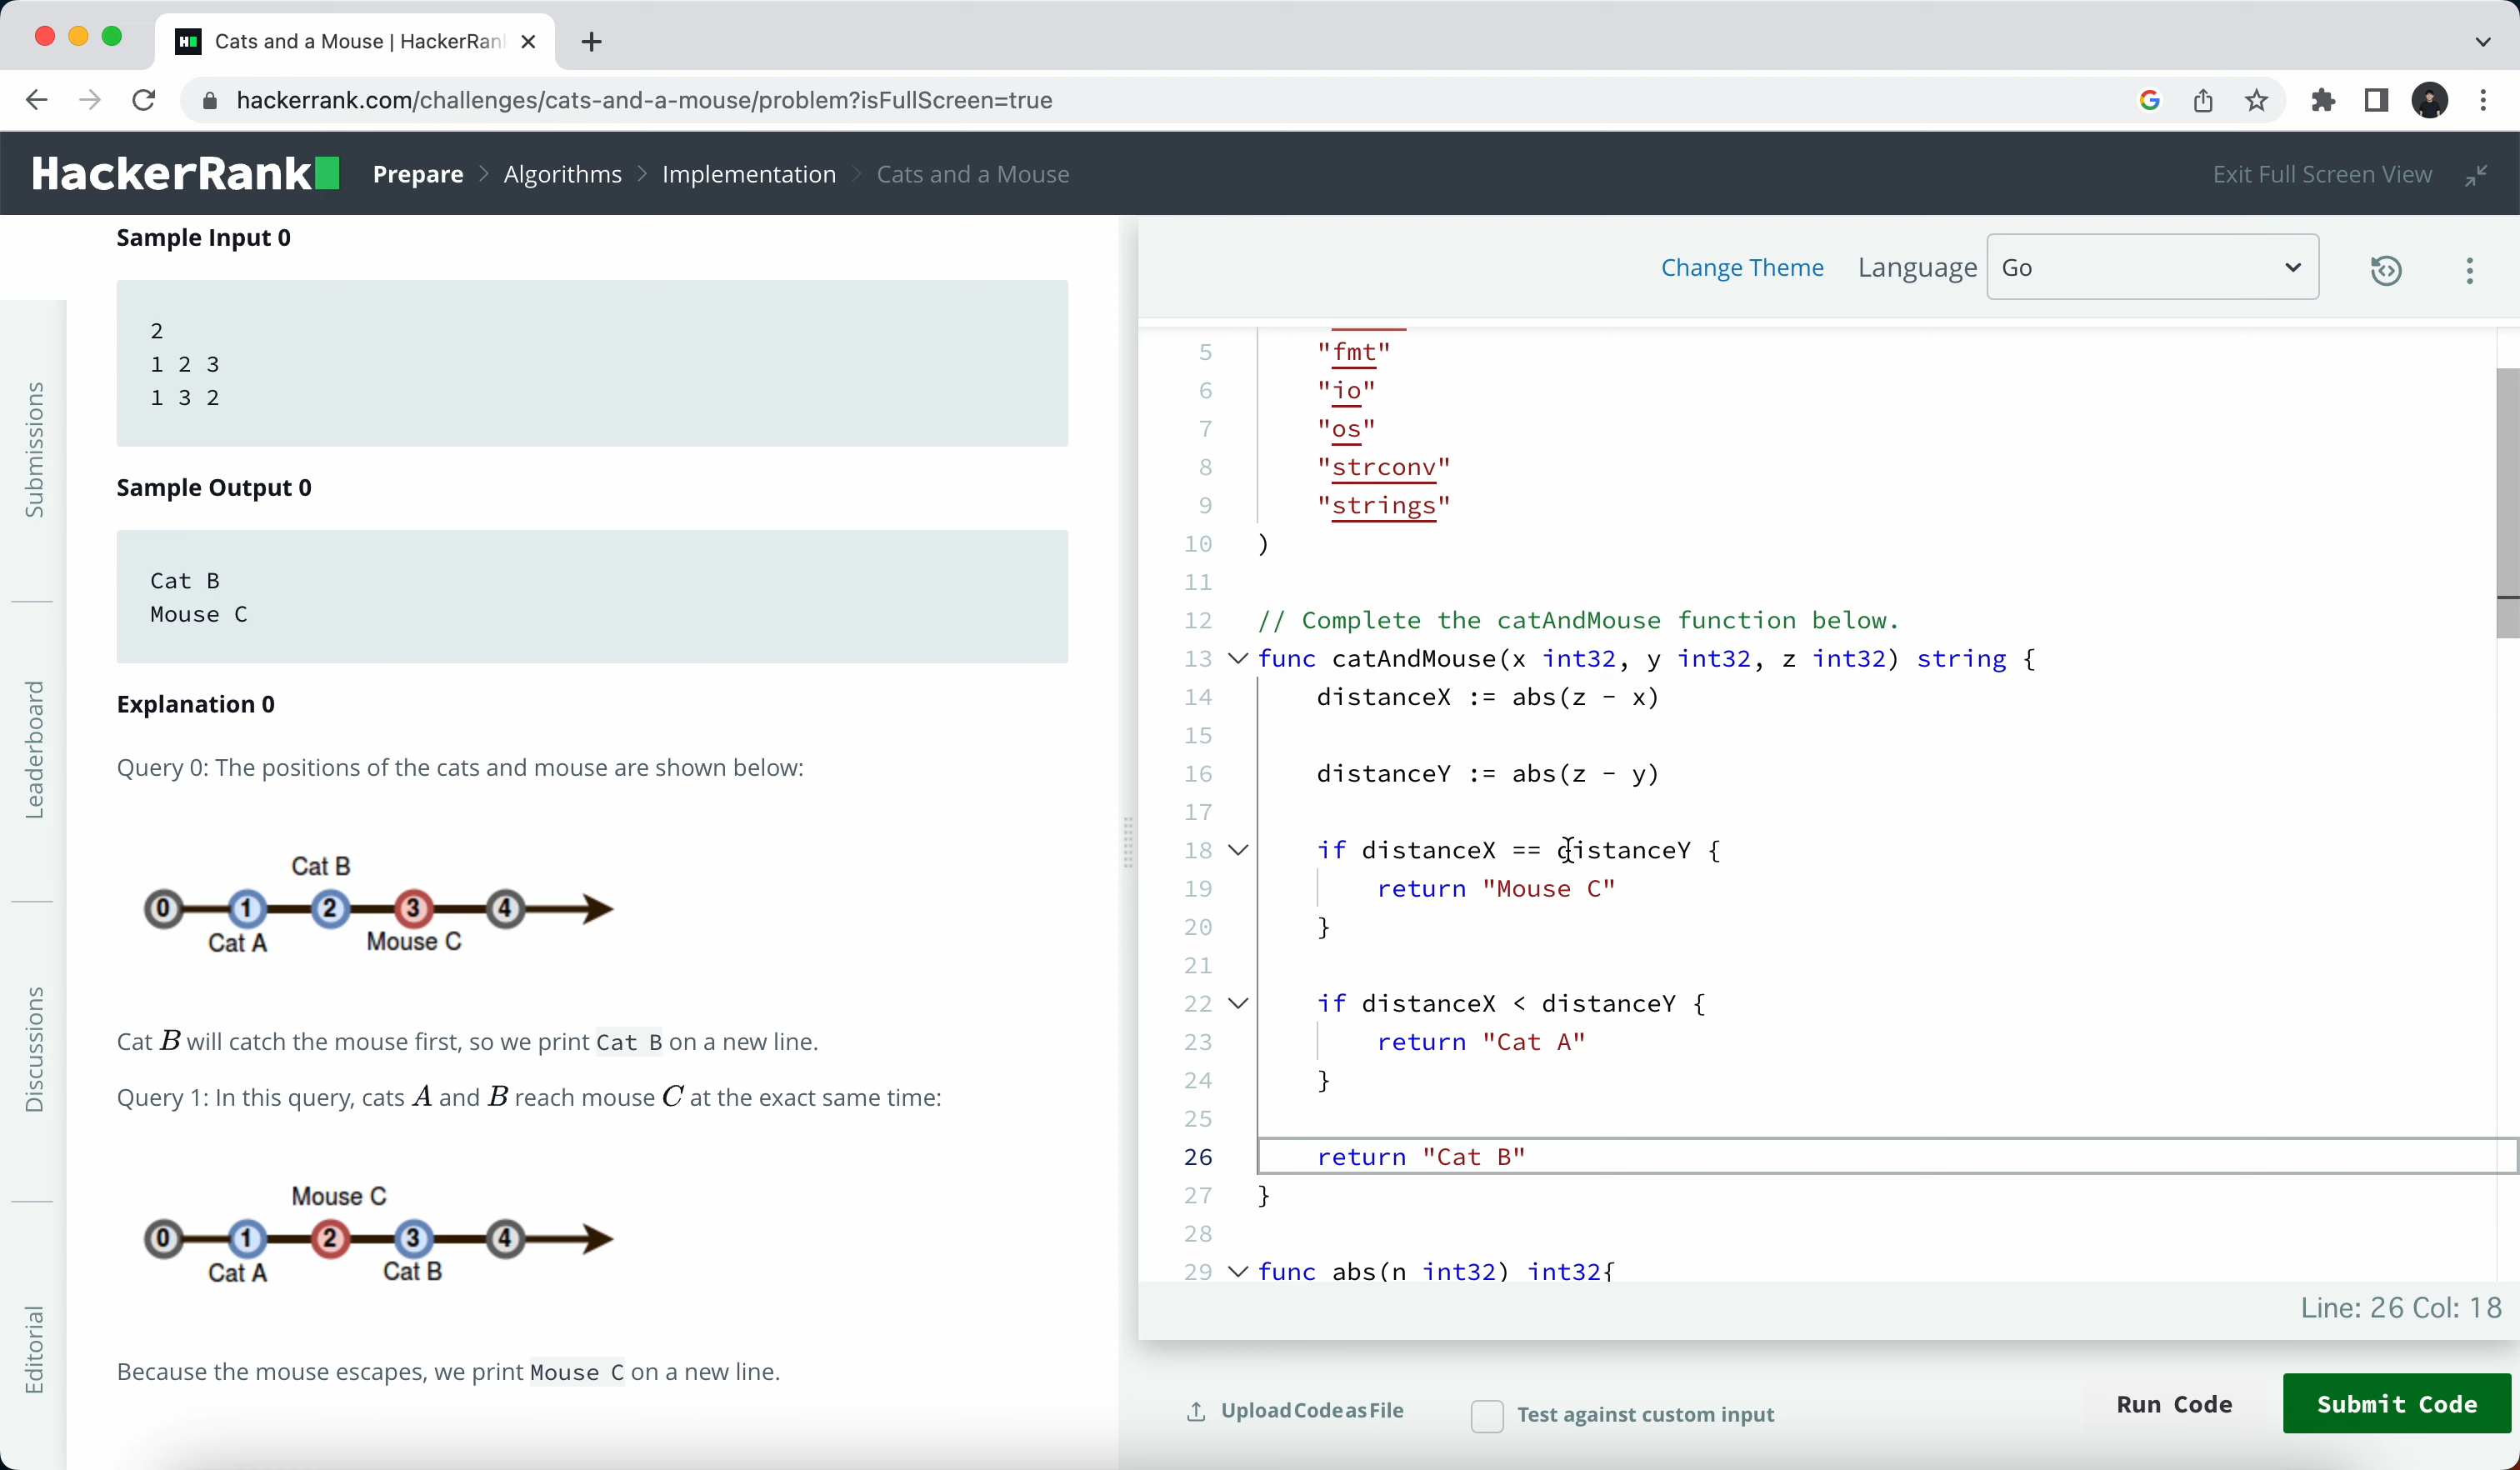 Cats and a Mouse | HackerRan
hackerrank.com/challenges/cats-and-a-mouse/problem?isFullScreen=true
HackerRank Prepare > Algorithms > Implementation > Cats and a Mouse
Exit Full Screen View
Submissions
Leaderboard
Discussions
Editorial
Sample Input 0
2
1 2 3
1 3 2
Sample Output 0
Cat B
Mouse C
Explanation 0
Query 0: The positions of the cats and mouse are shown below:
Cat B
0 1 2 3 4
Cat A Mouse C
Cat B will catch the mouse first, so we print Cat B on a new line.
Query 1: In this query, cats A and B reach mouse C at the exact same time:
Mouse C
0 1 2 3 4
Cat A Cat B
Because the mouse escapes, we print Mouse C on a new line.
Change Theme Language Go
5 "fmt"
6 "io"
7 "os"
8 "strconv"
9 "strings"
10 )
11
12 // Complete the catAndMouse function below.
13 func catAndMouse(x int32, y int32, z int32) string {
14 distanceX := abs(z - x)
15
16 distanceY := abs(z - y)
17
18 if distanceX == distanceY {
19 return "Mouse C"
20 }
21
22 if distanceX < distanceY {
23 return "Cat A"
24 }
25
26 return "Cat B"
27 }
28
29 func abs(n int32) int32{
Line: 26 Col: 18
Upload Code as File
Test against custom input
Run Code
Submit Code